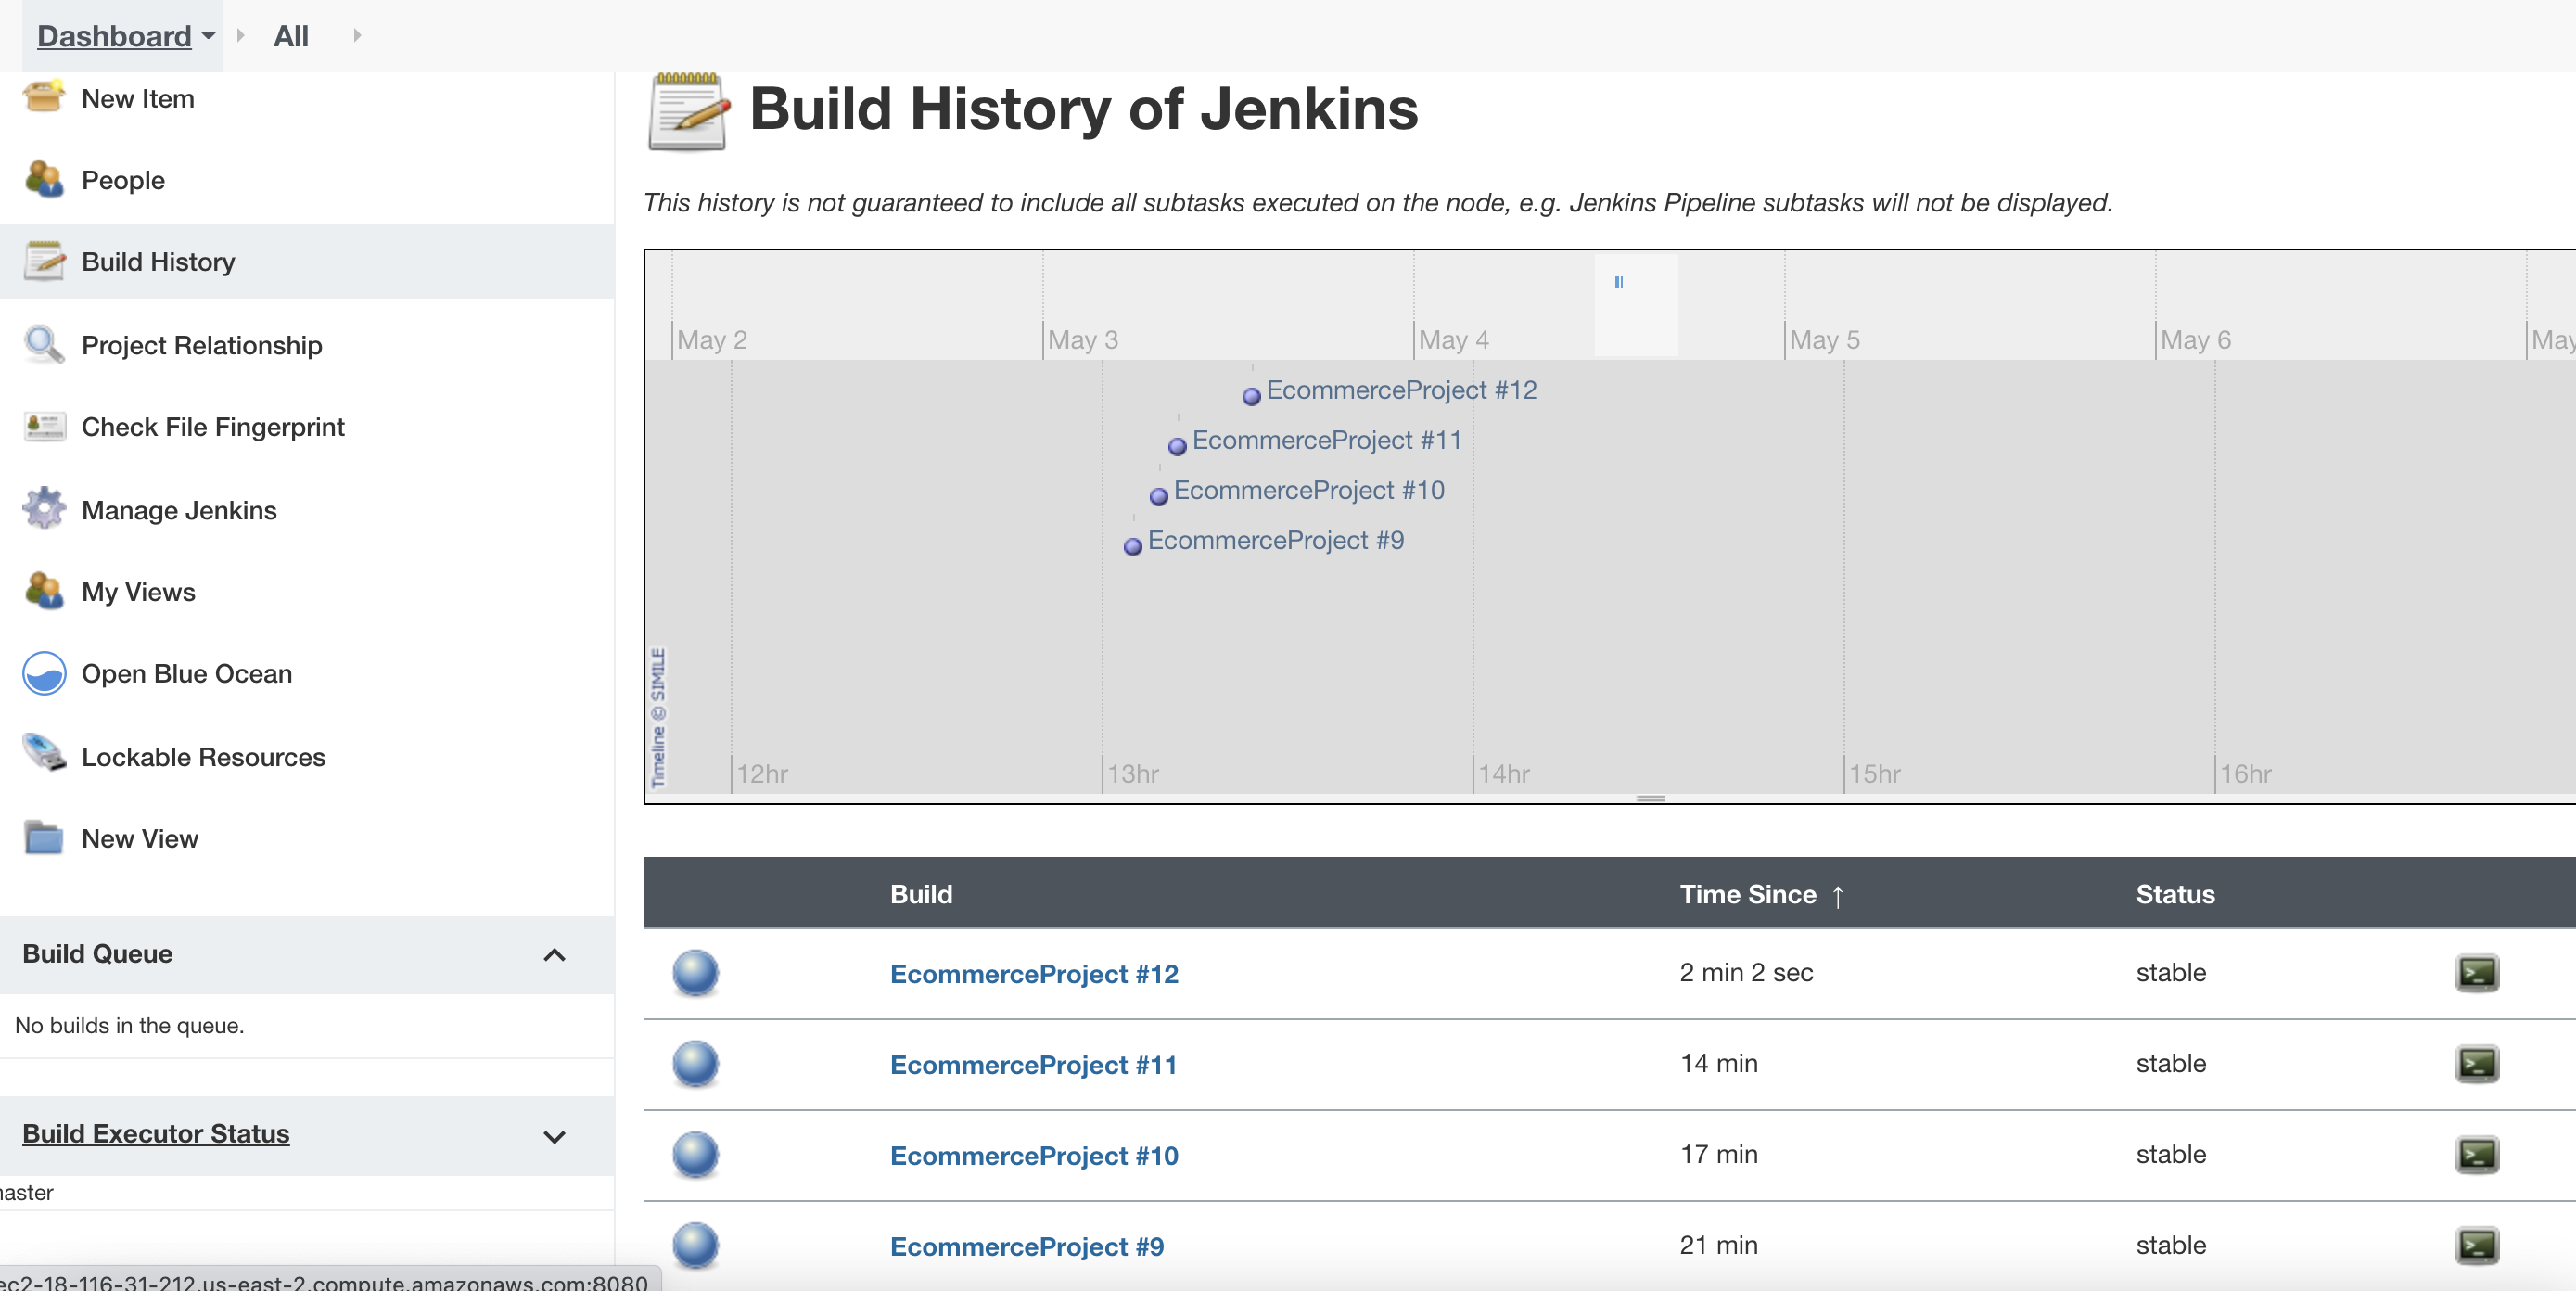 Dashboard All
New Item
People
Build History
Project Relationship
Check File Fingerprint
Manage Jenkins
My Views
Open Blue Ocean
Lockable Resources
New View
Build Queue
No builds in the queue.
Build Executor Status
aster
ec2-18-116-31-212.us-east-2.compute.amazonaws.com:8080
Build History of Jenkins
This history is not guaranteed to include all subtasks executed on the node, e.g. Jenkins Pipeline subtasks will not be displayed.
May 2 May 3 May 4 May 5 May 6 May
EcommerceProject #12
EcommerceProject #11
EcommerceProject #10
EcommerceProject #9
Timeline © SIMILE
12hr 13hr 14hr 15hr 16hr
Build Time Since ↑ Status
EcommerceProject #12 2 min 2 sec stable
EcommerceProject #11 14 min stable
EcommerceProject #10 17 min stable
EcommerceProject #9 21 min stable